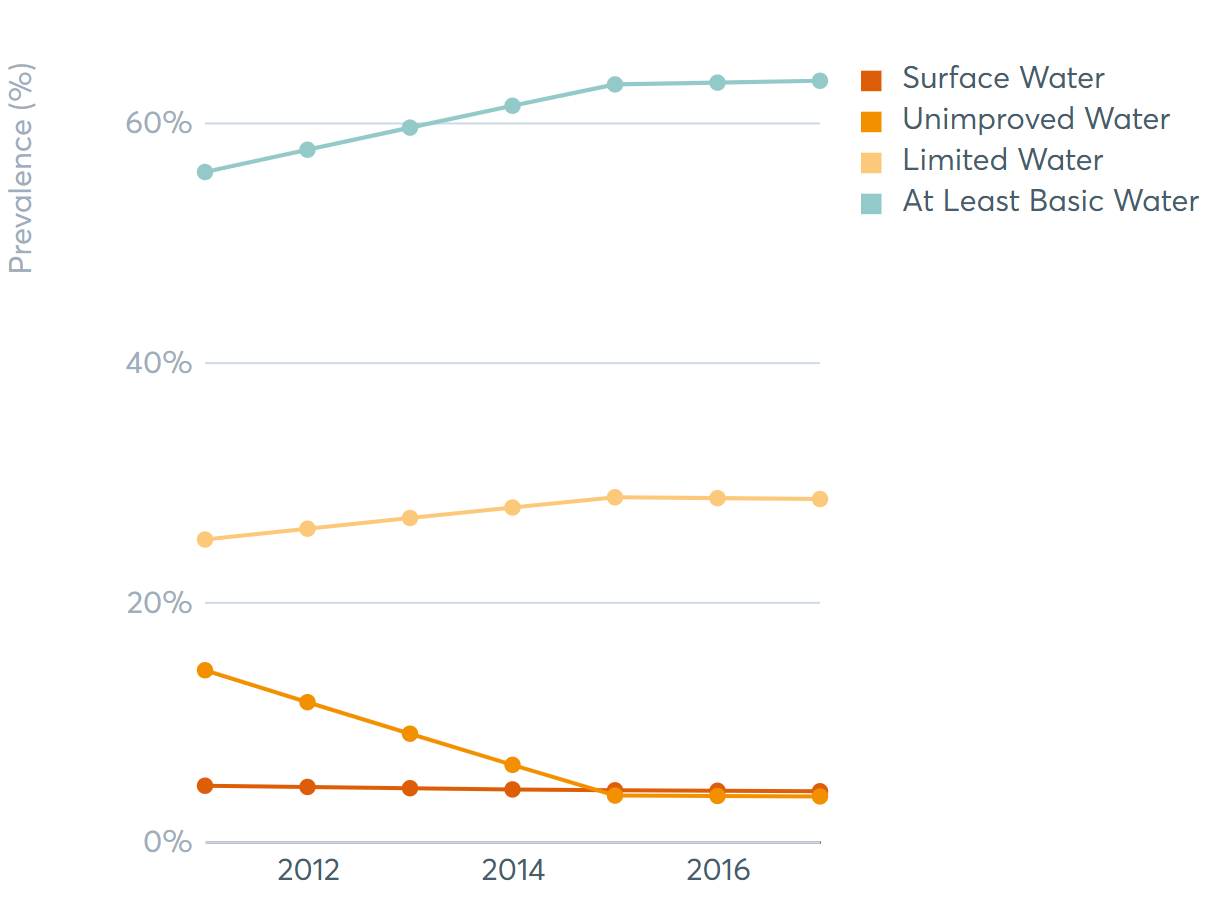 Prevalence (%)
60%
40%
20%
0%
2012
2014
2016
Surface Water
Unimproved Water
Limited Water
At Least Basic Water